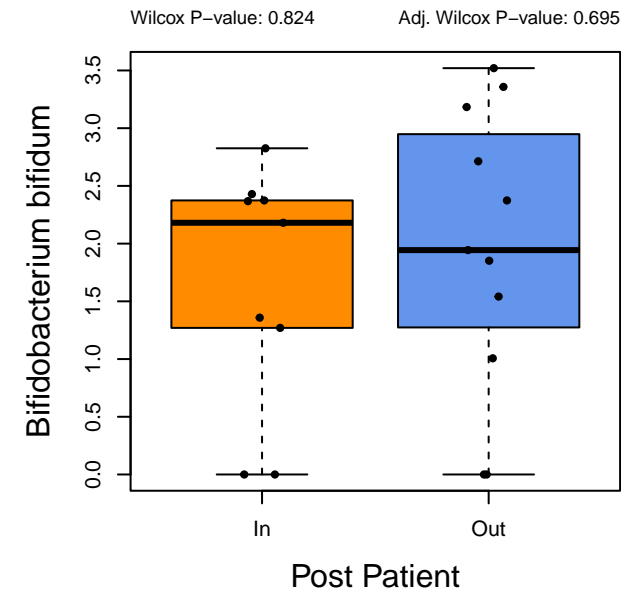 Wilcox P−value: 0.824 Adj. Wilcox P−value: 0.695
Bifidobacterium bifidum
3.5
3.0
2.5
2.0
1.5
1.0
0.5
0.0
In Out
Post Patient